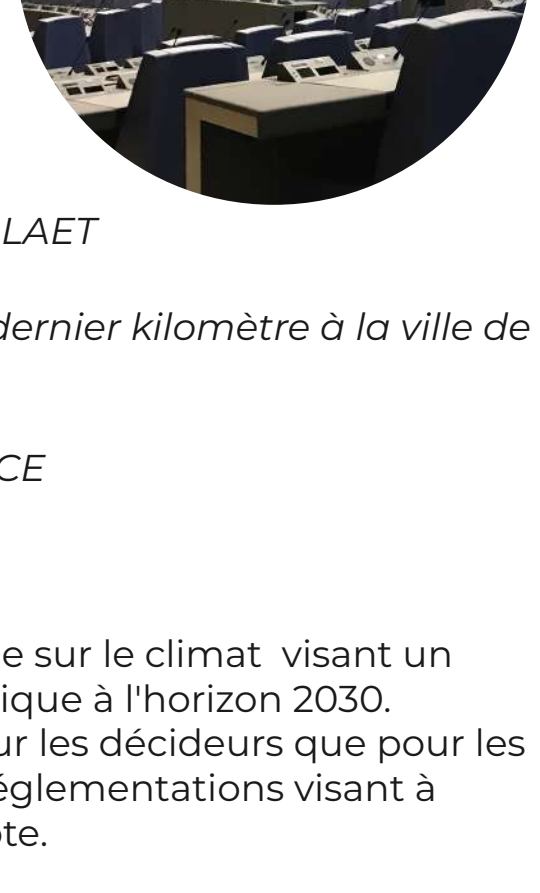 LAET
dernier kilomètre à la ville de
CE
e sur le climat visant un
ique à l'horizon 2030.
ur les décideurs que pour les
églementations visant à
te.